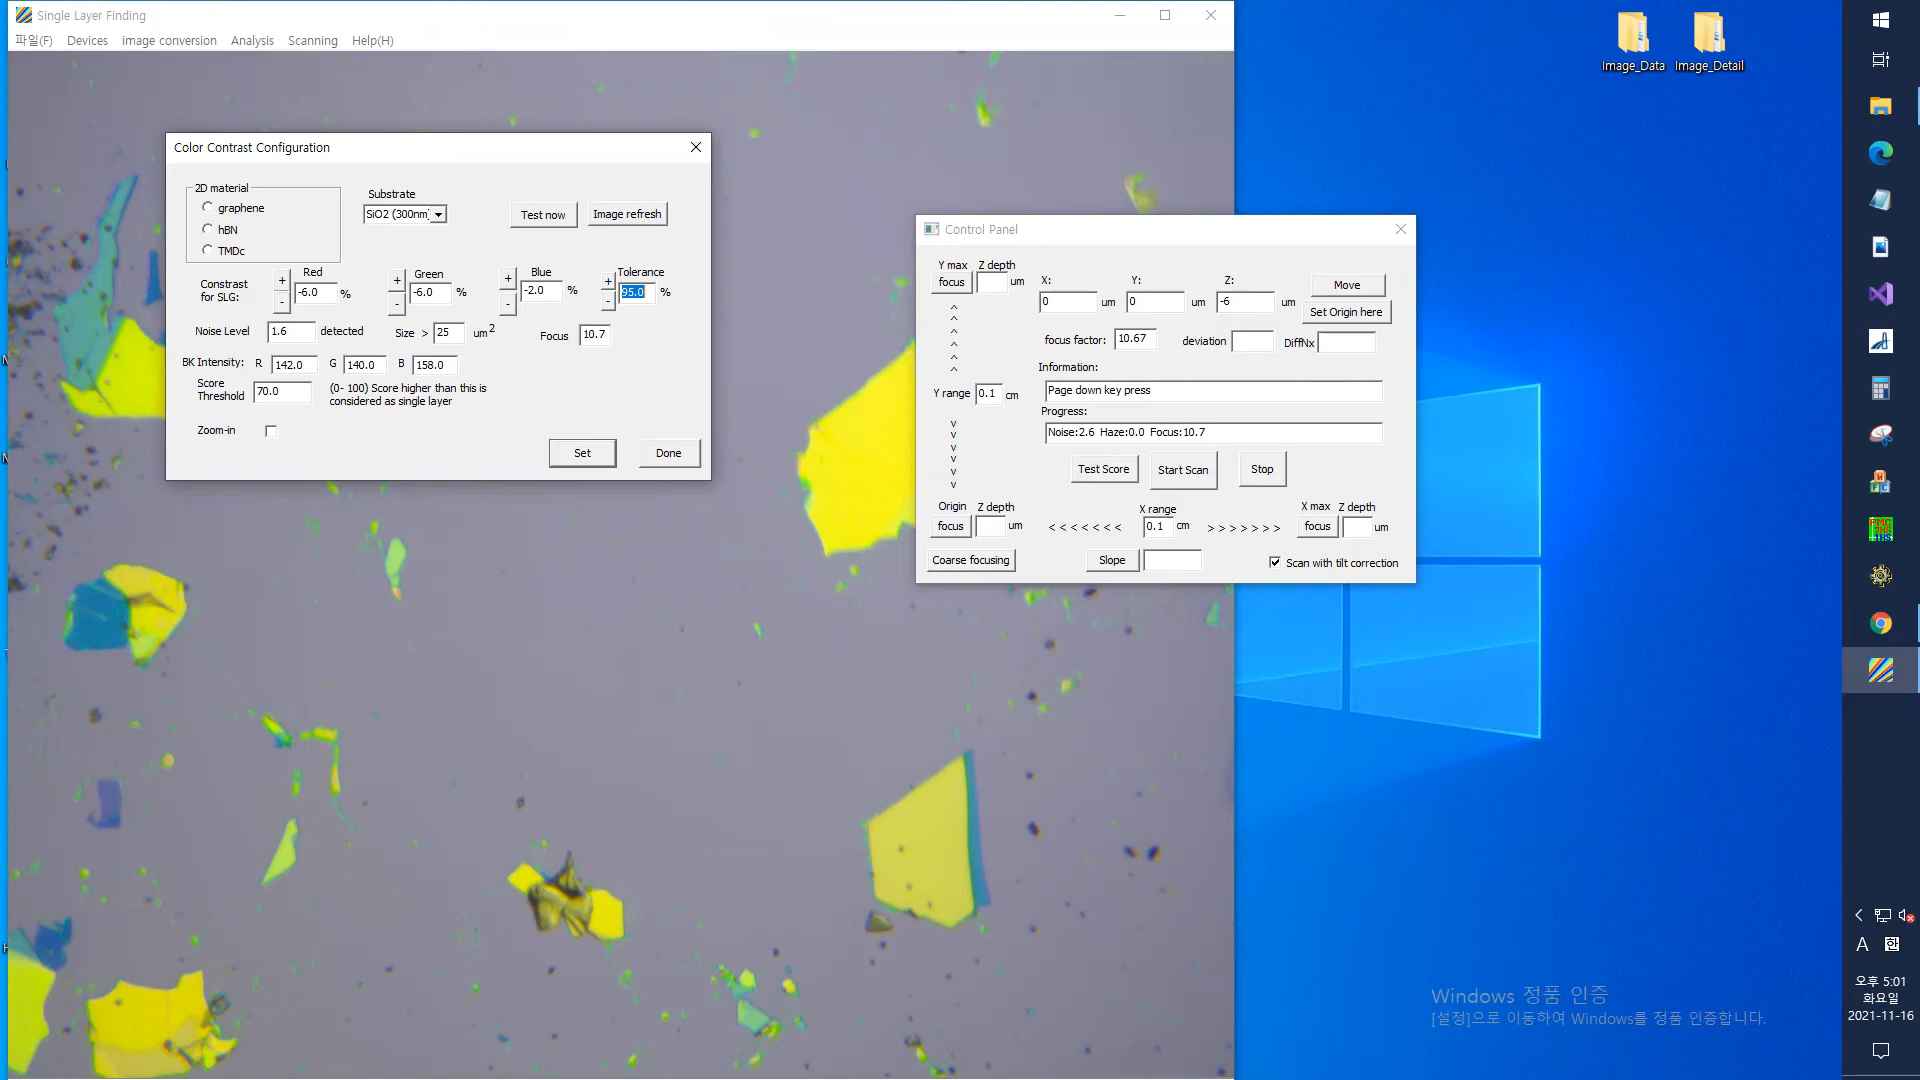 Single Layer Finding
파일(F) Devices image conversion Analysis Scanning Help(H)
Image_Data Image_Detail
Color Contrast Configuration
2D material
graphene
hBN
TMDc
Substrate
SiO2 (300nm)
Test now Image refresh
Constrast
for SLG:
Red
+ -6.0 %
-
Green
+ -6.0 %
-
Blue
+ -2.0 %
-
Tolerance
+ 95.0 %
-
Noise Level 1.6 detected Size > 25 um2 Focus 10.7
BK Intensity: R 142.0 G 140.0 B 158.0
Score
Threshold 70.0
(0- 100) Score higher than this is
considered as single layer
Zoom-in
Set Done
Control Panel
Y max Z depth
focus um
X: Y: Z:
0 um 0 um -6 um
Move
Set Origin here
focus factor: 10.67 deviation DiffNx
Information:
Page down key press
Y range 0.1 cm
Progress:
Noise:2.6 Haze:0.0 Focus:10.7
Test Score Start Scan Stop
Origin Z depth
focus um
X range
< < < < < < < 0.1 cm > > > > > > >
X max Z depth
focus um
Coarse focusing Slope Scan with tilt correction
Windows 정품 인증
[설정]으로 이동하여 Windows를 정품 인증합니다.
A 한
오후 5:01
화요일
2021-11-16